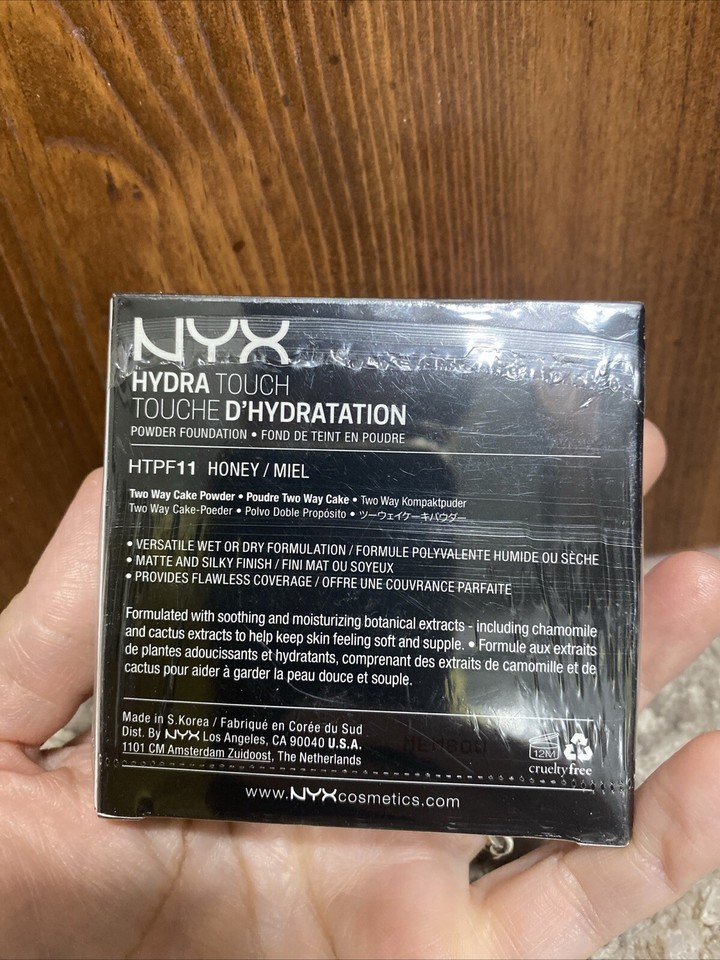 NYX
HYDRA TOUCH
TOUCHE D'HYDRATATION
POWDER FOUNDATION • FOND DE TEINT EN POUDRE
HTPF11 HONEY / MIEL
Two Way Cake Powder • Poudre Two Way Cake • Two Way Kompaktpuder
Two Way Cake-Poeder • Polvo Doble Propósito • ツーウェイケーキパウダー
• VERSATILE WET OR DRY FORMULATION / FORMULE POLYVALENTE HUMIDE OU SÈCHE
• MATTE AND SILKY FINISH / FINI MAT OU SOYEUX
• PROVIDES FLAWLESS COVERAGE / OFFRE UNE COUVRANCE PARFAITE
Formulated with soothing and moisturizing botanical extracts - including chamomile
and cactus extracts to help keep skin feeling soft and supple. • Formule aux extraits
de plantes adoucissants et hydratants, comprenant des extraits de camomille et de
cactus pour aider à garder la peau douce et souple.
Made in S.Korea / Fabriqué en Corée du Sud
Dist. By NYX Los Angeles, CA 90040 U.S.A.
1101 CM Amsterdam Zuidoost, The Netherlands
12M
crueltyfree
www.NYXcosmetics.com